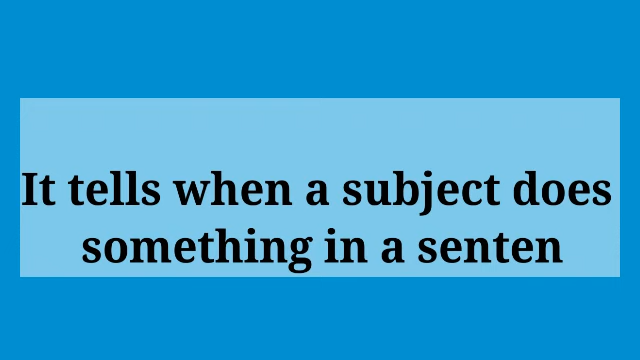 It tells when a subject does
something in a senten